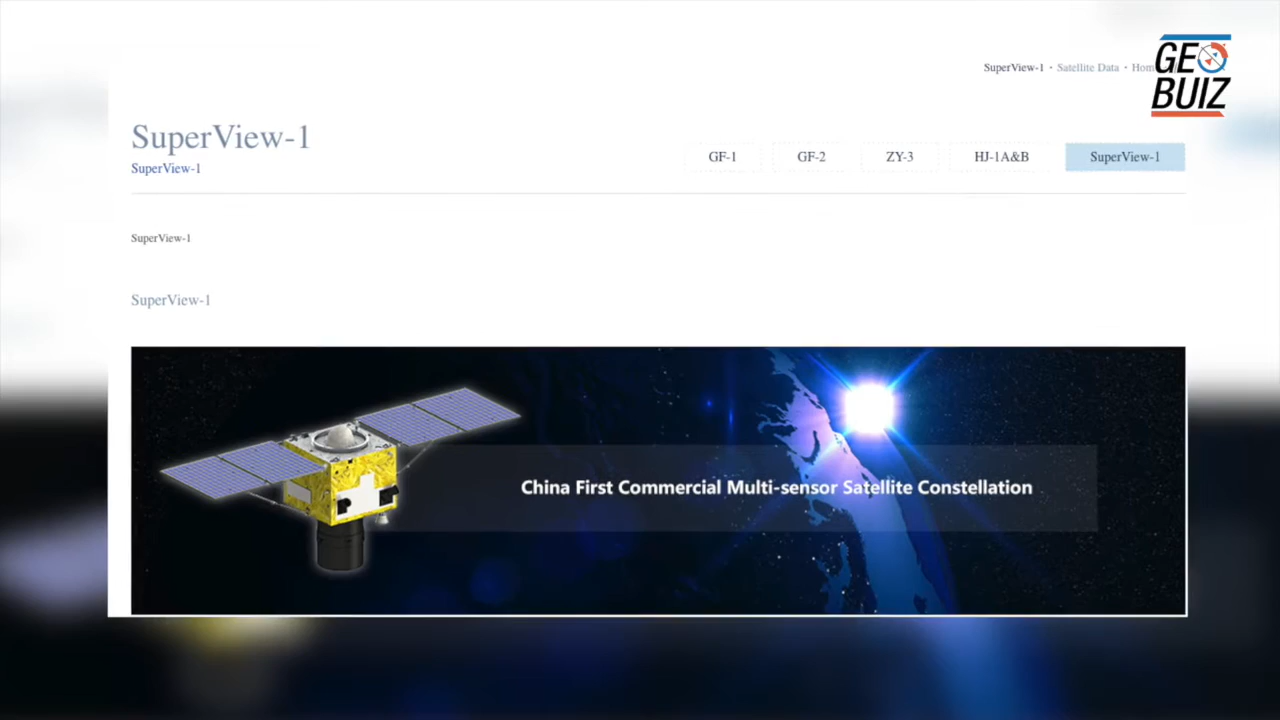 SuperView-1 · Satellite Data · Hom
GEO
BUIZ
SuperView-1
SuperView-1
GF-1 GF-2 ZY-3 HJ-1A&B SuperView-1
SuperView-1
SuperView-1
China First Commercial Multi-sensor Satellite Constellation